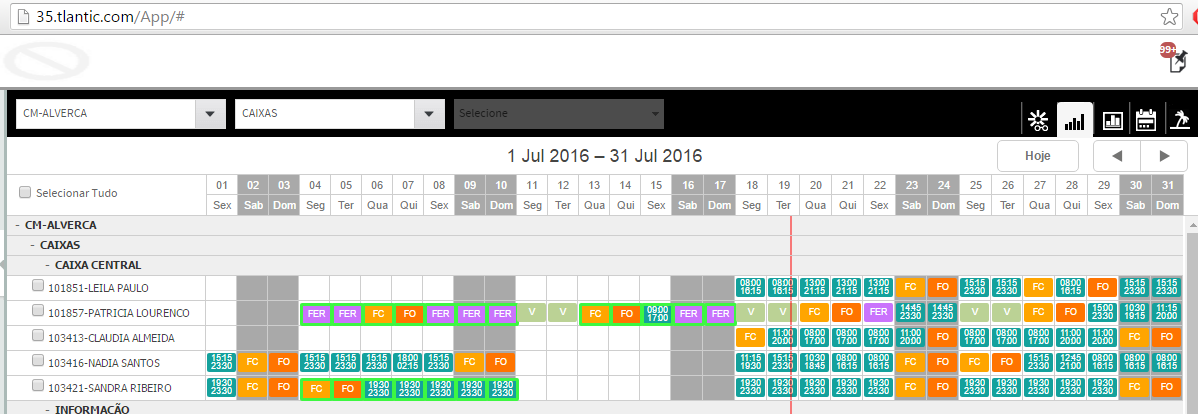 35.tlantic.com/App/#
99+
CM-ALVERCA CAIXAS Selecione
1 Jul 2016 – 31 Jul 2016 Hoje
Selecionar Tudo
01 02 03 04 05 06 07 08 09 10 11 12 13 14 15 16 17 18 19 20 21 22 23 24 25 26 27 28 29 30 31
Sex Sab Dom Seg Ter Qua Qui Sex Sab Dom Seg Ter Qua Qui Sex Sab Dom Seg Ter Qua Qui Sex Sab Dom Seg Ter Qua Qui Sex Sab Dom
- CM-ALVERCA
- CAIXAS
- CAIXA CENTRAL
08:00 08:00 13:00 13:00 13:00 15:15 15:15 08:00 15:15 15:15
101851-LEILA PAULO FC FO FC FO
16:15 16:15 21:15 21:15 21:15 23:30 23:30 16:15 23:30 23:30
09:00 14:45 14:45 15:00 10:30 11:15
101857-PATRICIA LOURENCO FER FER FC FO FER FER FER V V FC FO FER FER V V FC FO FER V V FC FO
17:00 23:30 23:30 23:30 19:30 20:00
11:00 08:00 08:00 08:00 11:00 08:00 08:00 08:00 11:00 11:00
103413-CLAUDIA ALMEIDA FC FO FC FO
20:00 17:00 17:00 17:00 20:00 17:00 17:00 17:00 20:00 20:00
15:15 15:15 15:15 15:15 18:00 15:15 11:15 15:15 10:30 08:00 08:00 15:15 12:45 08:00 08:00 08:00
103416-NADIA SANTOS FC FO FC FO FC FO FC FO
23:30 23:30 23:30 23:30 02:15 23:30 19:30 23:30 18:45 16:15 16:15 23:30 21:00 16:15 16:15 16:15
19:30 19:30 19:30 19:30 19:30 19:30 19:30 19:30 19:30 19:30 19:30 19:30 19:30 19:30 19:30 19:30
103421-SANDRA RIBEIRO FC FO FC FO FC FO FC FO
23:30 23:30 23:30 23:30 23:30 23:30 23:30 23:30 23:30 23:30 23:30 23:30 23:30 23:30 23:30 23:30
- INFORMAÇÃO